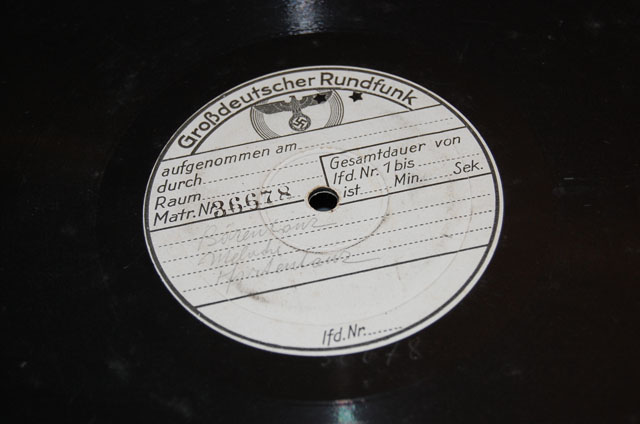 Großdeutscher Rundfunk
aufgenommen am
durch
Raum
Matr. Nr. 36678
Gesamtdauer von
lfd. Nr. 1 bis
ist Min. Sek.
Bärentanz
lfd. Nr.